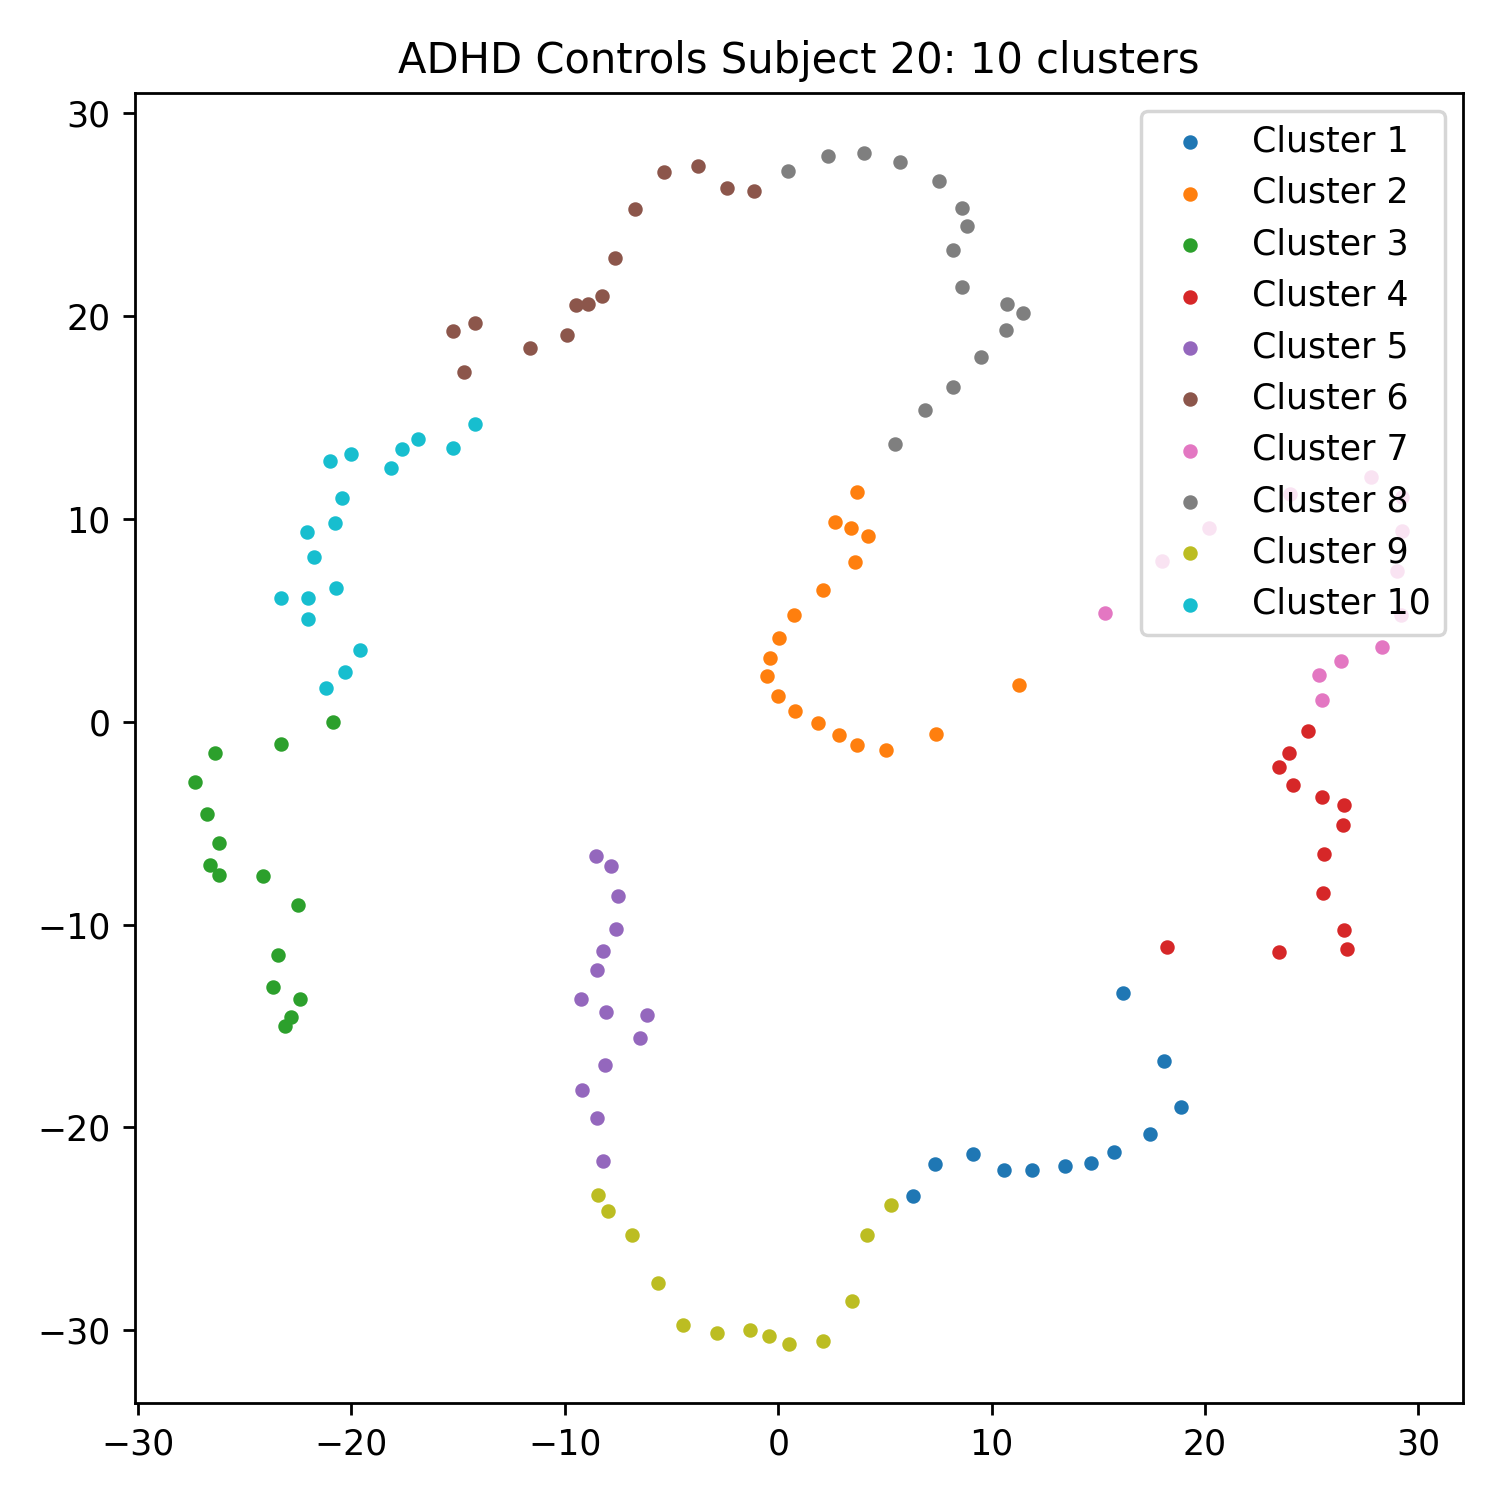 ADHD Controls Subject 20: 10 clusters
30
20
10
0
−10
−20
−30
−30
−20
−10
0
10
20
30
Cluster 1
Cluster 2
Cluster 3
Cluster 4
Cluster 5
Cluster 6
Cluster 7
Cluster 8
Cluster 9
Cluster 10